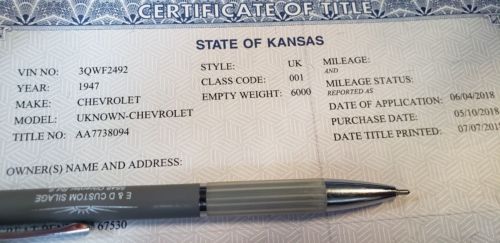 CERTIFICATE OF TITLE
STATE OF KANSAS
VIN NO: 3QWF2492
YEAR: 1947
MAKE: CHEVROLET
MODEL: UKNOWN-CHEVROLET
TITLE NO: AA7738094
STYLE: UK
CLASS CODE: 001
EMPTY WEIGHT: 6000
MILEAGE:
AND
MILEAGE STATUS:
REPORTED AS
DATE OF APPLICATION: 06/04/2018
PURCHASE DATE: 05/10/2018
DATE TITLE PRINTED: 07/07/20
OWNER(S) NAME AND ADDRESS:
E & D CUSTOM SILAGE
67530